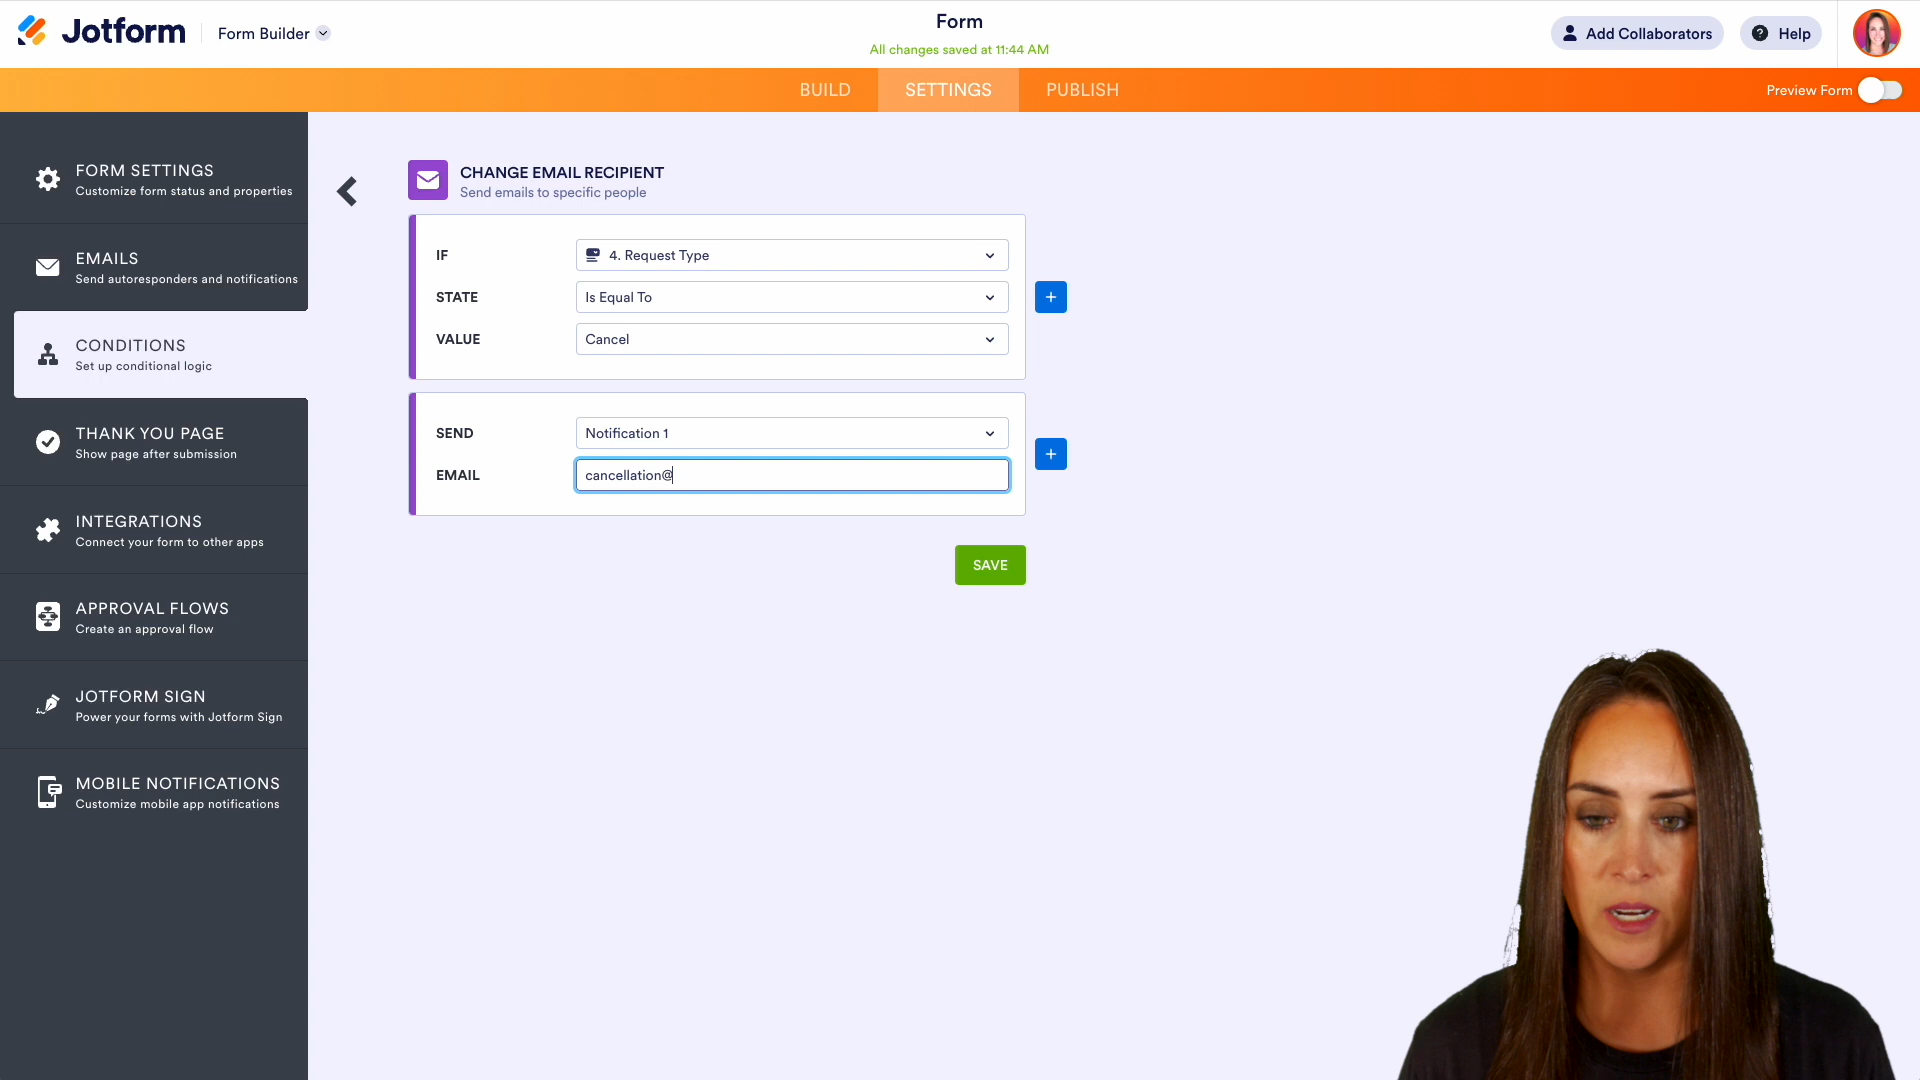 Jotform
Form Builder
Form
All changes saved at 11:44 AM
Add Collaborators
Help
BUILD
SETTINGS
PUBLISH
Preview Form
FORM SETTINGS
Customize form status and properties
EMAILS
Send autoresponders and notifications
CONDITIONS
Set up conditional logic
THANK YOU PAGE
Show page after submission
INTEGRATIONS
Connect your form to other apps
APPROVAL FLOWS
Create an approval flow
JOTFORM SIGN
Power your forms with Jotform Sign
MOBILE NOTIFICATIONS
Customize mobile app notifications
CHANGE EMAIL RECIPIENT
Send emails to specific people
IF
4. Request Type
STATE
Is Equal To
VALUE
Cancel
SEND
Notification 1
EMAIL
cancellation@
SAVE